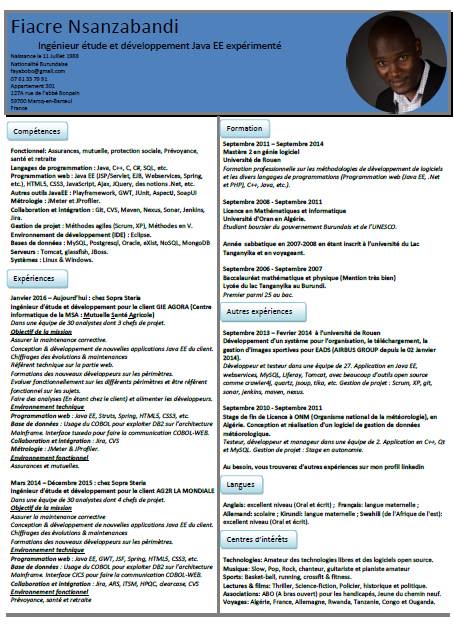 Fiacre Nsanzabandi
Ingénieur étude et développement Java EE expérimenté
Naissance le 11 Juillet 1988
Nationalité Burundaise
fayabobo@gmail.com
07 61 33 79 91
Appartement 301
127A rue de l'abbé Bonpain
59700 Marcq-en-Barœul
France
Compétences
Fonctionnel: Assurances, mutuelle, protection sociale, Prévoyance,
santé et retraite
Langages de programmation : Java, C++, C, C#, SQL, etc.
Programmation web : Java EE (JSP/Servlet, EJB, Webservices, Spring,
etc.), HTML5, CSS3, JavaScript, Ajax, JQuery, des notions .Net, etc.
Autres outils JavaEE : Playframework, GWT, JUnit, Aspectj, SoapUI
Métrologie : JMeter et JProfiler.
Collaboration et intégration : Git, CVS, Maven, Nexus, Sonar, Jenkins,
Jira.
Gestion de projet : Méthodes agiles (Scrum, XP), Méthodes en V.
Environnement de développement (IDE) : Eclipse.
Bases de données : MySQL, Postgresql, Oracle, eXist, NoSQL, MongoDB
Serveurs : Tomcat, glassfish, JBoss.
Systèmes : Linux & Windows.
Expériences
Janvier 2016 – Aujourd'hui : chez Sopra Steria
Ingénieur d'étude et développement pour le client GIE AGORA (Centre
informatique de la MSA : Mutuelle Santé Agricole)
Dans une équipe de 30 analystes dont 3 chefs de projet.
Objectif de la mission
Assurer la maintenance corrective.
Conception & développement de nouvelles applications Java EE du client.
Chiffrages des évolutions & maintenances
Référent technique sur la partie web.
Formations des nouveaux développeurs sur les périmètres.
Evaluer fonctionnellement sur les différents périmètres et être référent
fonctionnel sur les sujets.
Faire des analyses (En étant chez le client) et alimenter les développeurs.
Environnement technique
Programmation web : Java EE, Struts, Spring, HTML5, CSS3, etc.
Base de données : Usage du COBOL pour exploiter DB2 sur l'architecture
Mainframe. Interface tuxedo pour faire la communication COBOL-WEB.
Collaboration et intégration : Jira, CVS
Métrologie : JMeter & JProfiler.
Environnement fonctionnel
Assurances et mutuelles.
Mars 2014 – Décembre 2015 : chez Sopra Steria
Ingénieur d'étude et développement pour le client AG2R LA MONDIALE
Dans une équipe de 30 analystes dont 4 chefs de projet.
Objectif de la mission
Assurer la maintenance corrective
Conception & développement de nouvelles applications Java EE du client.
Chiffrages des évolutions & maintenances
Formations des nouveaux développeurs sur le périmètre.
Environnement technique
Programmation web : Java EE, GWT, JSF, Spring, HTML5, CSS3, etc.
Base de données : Usage du COBOL pour exploiter DB2 sur l'architecture
Mainframe. Interface CICS pour faire la communication COBOL-WEB.
Collaboration et intégration : Jira, ARS, ITSM, HPQC, clearcase, CVS
Environnement fonctionnel
Prévoyance, santé et retraite
Formation
Septembre 2011 – Septembre 2014
Mastère 2 en génie logiciel
Université de Rouen
Formation professionnelle sur les méthodologies de développement de logiciels
et les divers langages de programmations (Programmation web (Java EE, .Net
et PHP), C++, Java, etc.).
Septembre 2008 - Septembre 2011
Licence en Mathématiques et informatique
Université d'Oran en Algérie.
Etudiant boursier du gouvernement Burundais et de l'UNESCO.
Année sabbatique en 2007-2008 en étant inscrit à l'université du Lac
Tanganyika et en voyageant.
Septembre 2006 - Septembre 2007
Baccalauréat mathématique et physique (Mention très bien)
Lycée du lac Tanganyika au Burundi.
Premier parmi 25 au bac.
Autres expériences
Septembre 2013 – Fevrier 2014 à l'université de Rouen
Développement d'un système pour l'organisation, le téléchargement, la
gestion d'images sportives pour EADS (AIRBUS GROUP depuis le 02 Janvier
2014).
Développeur et testeur dans une équipe de 27. Application en Java EE,
webservices, MySQL, Liferay, Tomcat, avec beaucoup d'outils open source
comme crawler4j, quartz, jsoup, tika, etc. Gestion de projet : Scrum, XP, git,
sonar, jenkins, maven, nexus.
Septembre 2010 - Septembre 2011
Stage de fin de Licence à ONM (Organisme national de la météorologie), en
Algérie. Conception et réalisation d'un logiciel de gestion de données
météorologique.
Testeur, développeur et manageur dans une équipe de 2. Application en C++, Qt
et MySQL. Gestion de projet : Stage en autonomie.
Au besoin, vous trouverez d'autres expériences sur mon profil linkedin
Langues
Anglais: excellent niveau (Oral et écrit) ; Français: langue maternelle ;
Allemand: scolaire ; Kirundi: langue maternelle ; Swahili (de l'Afrique de l'est):
excellent niveau (Oral et écrit).
Centres d'intérêts
Technologies: Amateur des technologies libres et des logiciels open source.
Musique: Slow, Pop, Rock, chanteur, guitariste et pianiste amateur
Sports: Basket-ball, running, crossfit & fitness.
Lectures & films: Thriller, Science-fiction, Policier, historique et politique.
Associations: ABO (A bras ouvert) pour les handicapés, Jeune du chemin neuf.
Voyages: Algérie, France, Allemagne, Rwanda, Tanzanie, Congo et Ouganda.